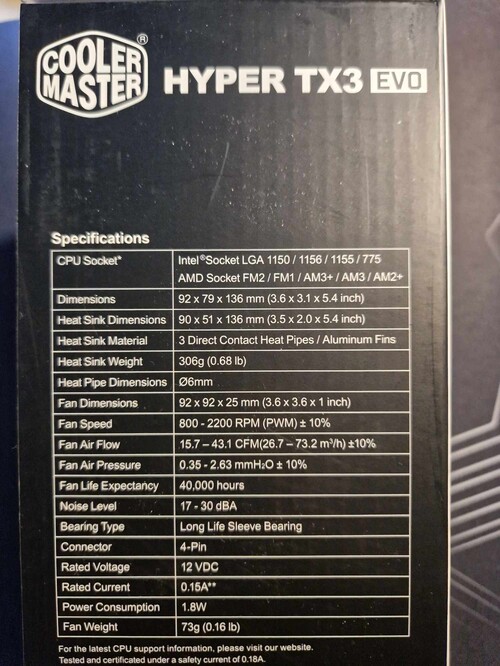 COOLER MASTER ®
HYPER TX3 EVO
Specifications
CPU Socket* Intel® Socket LGA 1150 / 1156 / 1155 / 775
AMD Socket FM2 / FM1 / AM3+ / AM3 / AM2+
Dimensions 92 x 79 x 136 mm (3.6 x 3.1 x 5.4 inch)
Heat Sink Dimensions 90 x 51 x 136 mm (3.5 x 2.0 x 5.4 inch)
Heat Sink Material 3 Direct Contact Heat Pipes / Aluminum Fins
Heat Sink Weight 306g (0.68 lb)
Heat Pipe Dimensions Ø6mm
Fan Dimensions 92 x 92 x 25 mm (3.6 x 3.6 x 1 inch)
Fan Speed 800 - 2200 RPM (PWM) ± 10%
Fan Air Flow 15.7 – 43.1 CFM(26.7 – 73.2 m³/h) ±10%
Fan Air Pressure 0.35 - 2.63 mmH₂O ± 10%
Fan Life Expectancy 40,000 hours
Noise Level 17 - 30 dBA
Bearing Type Long Life Sleeve Bearing
Connector 4-Pin
Rated Voltage 12 VDC
Rated Current 0.15A**
Power Consumption 1.8W
Fan Weight 73g (0.16 lb)
For the latest CPU support information, please visit our website.
Tested and certificated under a safety current of 0.18A.